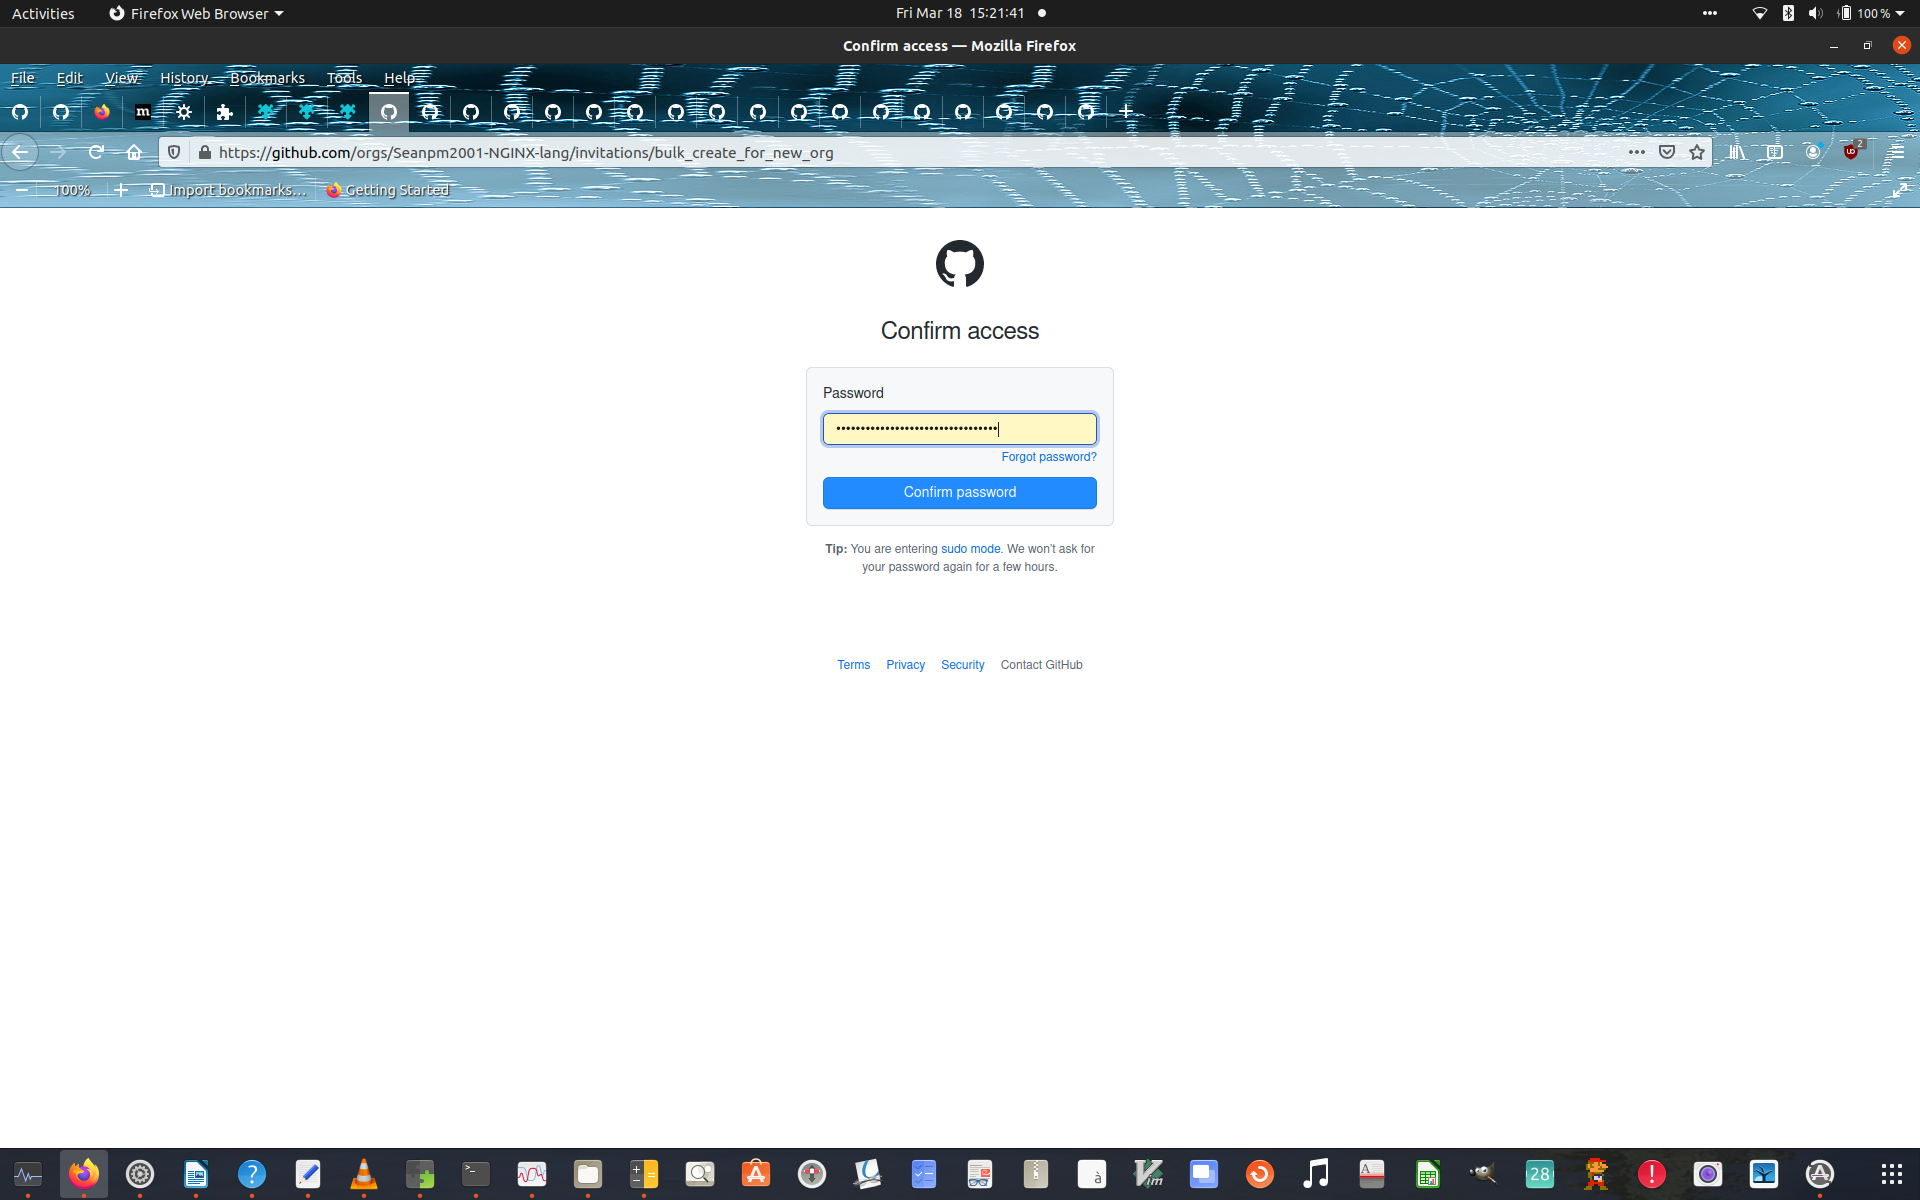 Activities
Firefox Web Browser
Fri Mar 18 15:21:41
100 %
Confirm access — Mozilla Firefox
File Edit View History Bookmarks Tools Help
m
https://github.com/orgs/Seanpm2001-NGINX-lang/invitations/bulk_create_for_new_org
2
100%
Import bookmarks…
Getting Started
Confirm access
Password
Forgot password?
Confirm password
Tip: You are entering sudo mode. We won't ask for
your password again for a few hours.
Terms Privacy Security Contact GitHub
?
>_
à
Vim
A
28
!